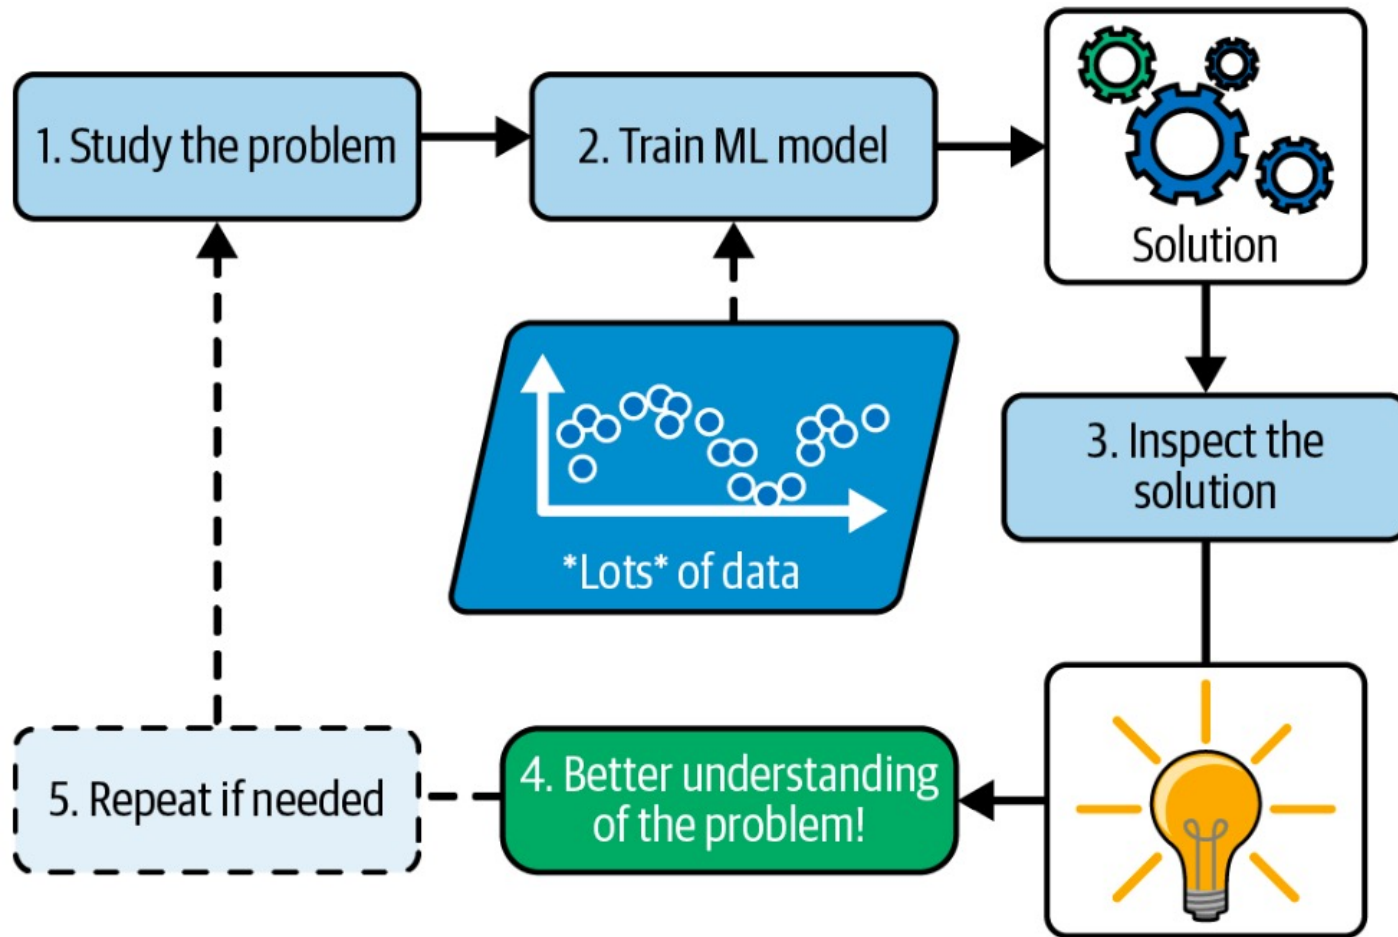 1. Study the problem
2. Train ML model
Solution
*Lots* of data
3. Inspect the
solution
4. Better understanding
of the problem!
5. Repeat if needed